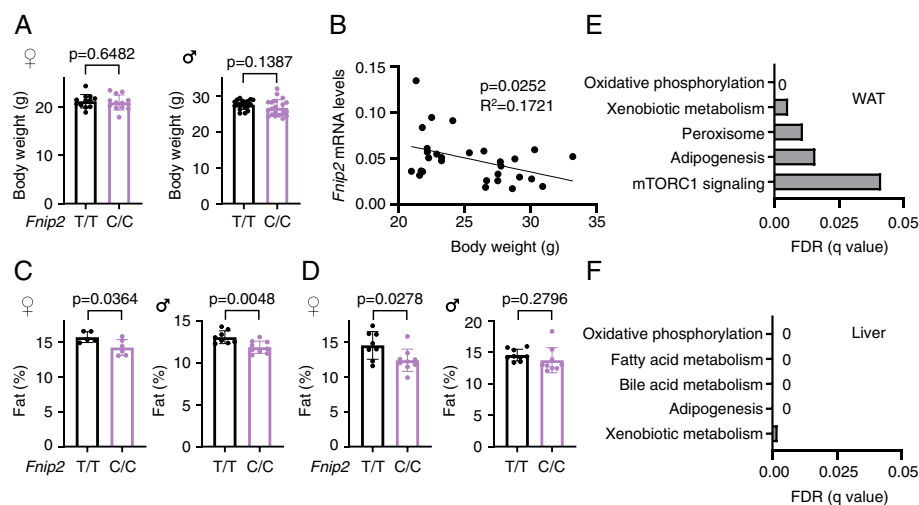 A
♀
p=0.6482
Body weight (g)
30
20
10
0
Fnip2
T/T
C/C
♂
p=0.1387
Body weight (g)
40
30
20
10
0
T/T
C/C
B
Fnip2 mRNA levels
0.15
0.10
0.05
0.00
20
25
30
35
Body weight (g)
p=0.0252
R²=0.1721
E
Oxidative phosphorylation
0
Xenobiotic metabolism
WAT
Peroxisome
Adipogenesis
mTORC1 signaling
0.00
0.025
0.05
FDR (q value)
C
♀
p=0.0364
Fat (%)
15
10
5
0
Fnip2
T/T
C/C
♂
p=0.0048
Fat (%)
15
10
5
0
T/T
C/C
D
♀
p=0.0278
Fat (%)
15
10
5
0
Fnip2
T/T
C/C
♂
p=0.2796
Fat (%)
20
15
10
5
0
T/T
C/C
F
Oxidative phosphorylation
0
Liver
Fatty acid metabolism
0
Bile acid metabolism
0
Adipogenesis
0
Xenobiotic metabolism
0.00
0.025
0.05
FDR (q value)